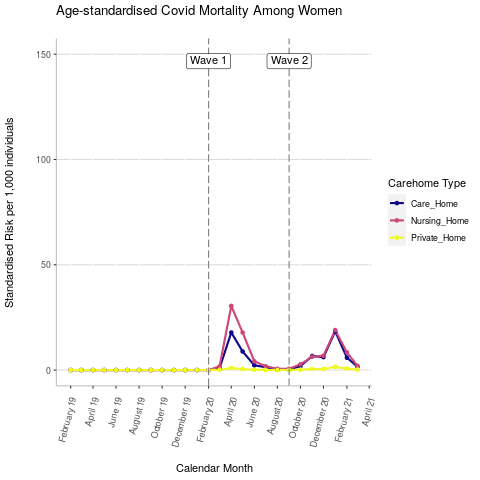 Age-standardised Covid Mortality Among Women
Standardised Risk per 1,000 individuals
150
100
50
0
Wave 1
Wave 2
February 19
April 19
June 19
August 19
October 19
December 19
February 20
April 20
June 20
August 20
October 20
December 20
February 21
April 21
Calendar Month
Carehome Type
Care_Home
Nursing_Home
Private_Home